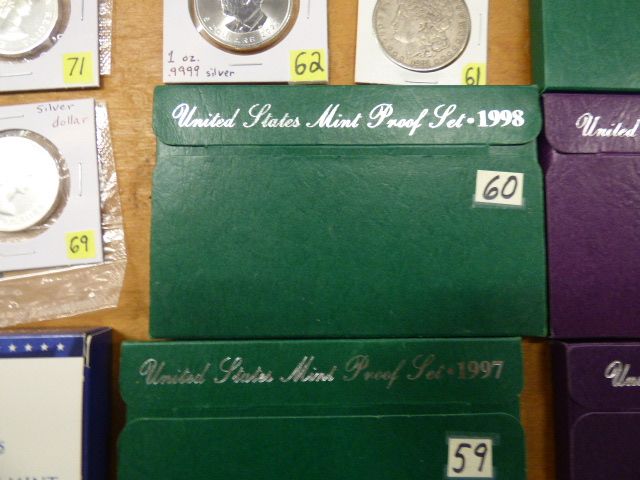 71
1 oz.
.9999 silver
62
61
silver
dollar
69
United States Mint Proof Set • 1998
60
United
United States Mint Proof Set • 1997
59